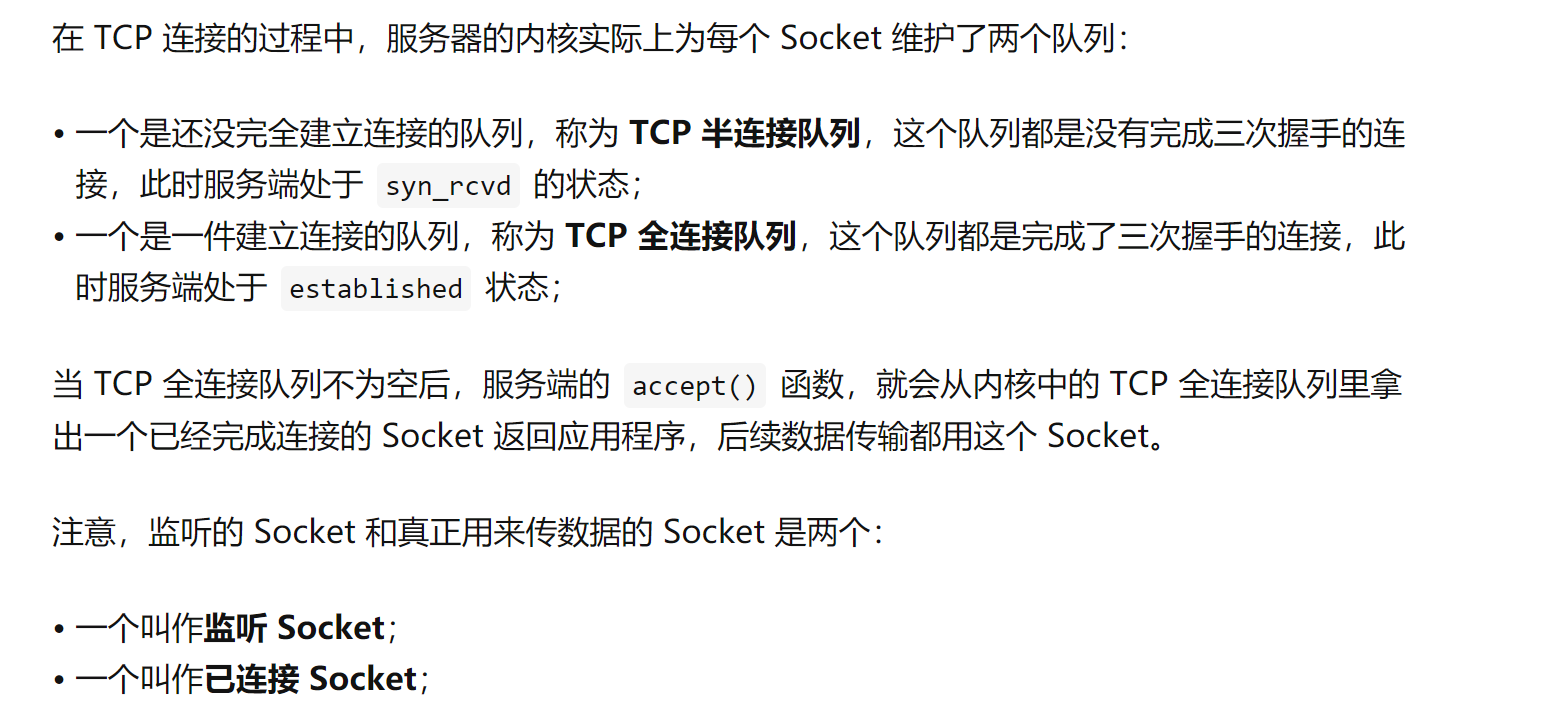 在 TCP 连接的过程中，服务器的内核实际上为每个 Socket 维护了两个队列：
• 一个是还没完全建立连接的队列，称为 TCP 半连接队列，这个队列都是没有完成三次握手的连
接，此时服务端处于 syn_rcvd 的状态；
• 一个是一件建立连接的队列，称为 TCP 全连接队列，这个队列都是完成了三次握手的连接，此
时服务端处于 established 状态；
当 TCP 全连接队列不为空后，服务端的 accept() 函数，就会从内核中的 TCP 全连接队列里拿
出一个已经完成连接的 Socket 返回应用程序，后续数据传输都用这个 Socket。
注意，监听的 Socket 和真正用来传数据的 Socket 是两个：
• 一个叫作监听 Socket；
• 一个叫作已连接 Socket；